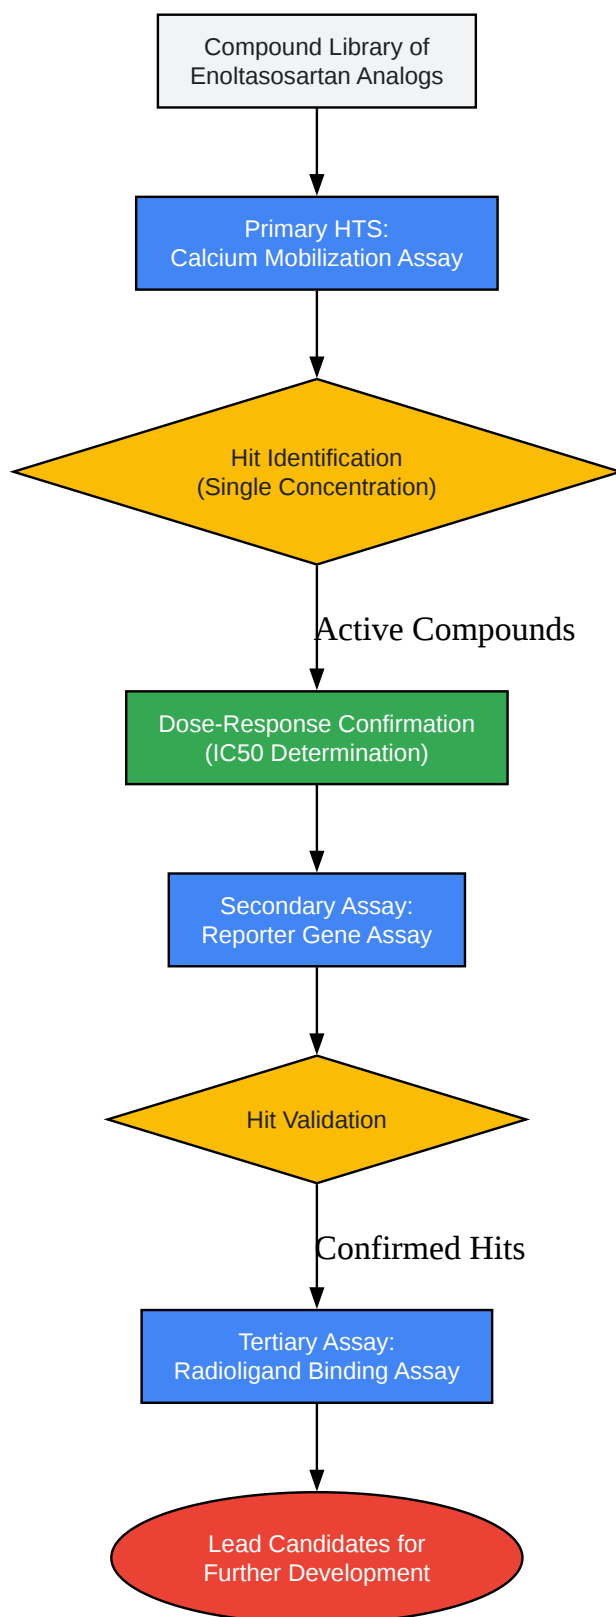 Compound Library of
Enoltasosartan Analogs
Primary HTS:
Calcium Mobilization Assay
Hit Identification
(Single Concentration)
Active Compounds
Dose-Response Confirmation
(IC50 Determination)
Secondary Assay:
Reporter Gene Assay
Hit Validation
Confirmed Hits
Tertiary Assay:
Radioligand Binding Assay
Lead Candidates for
Further Development